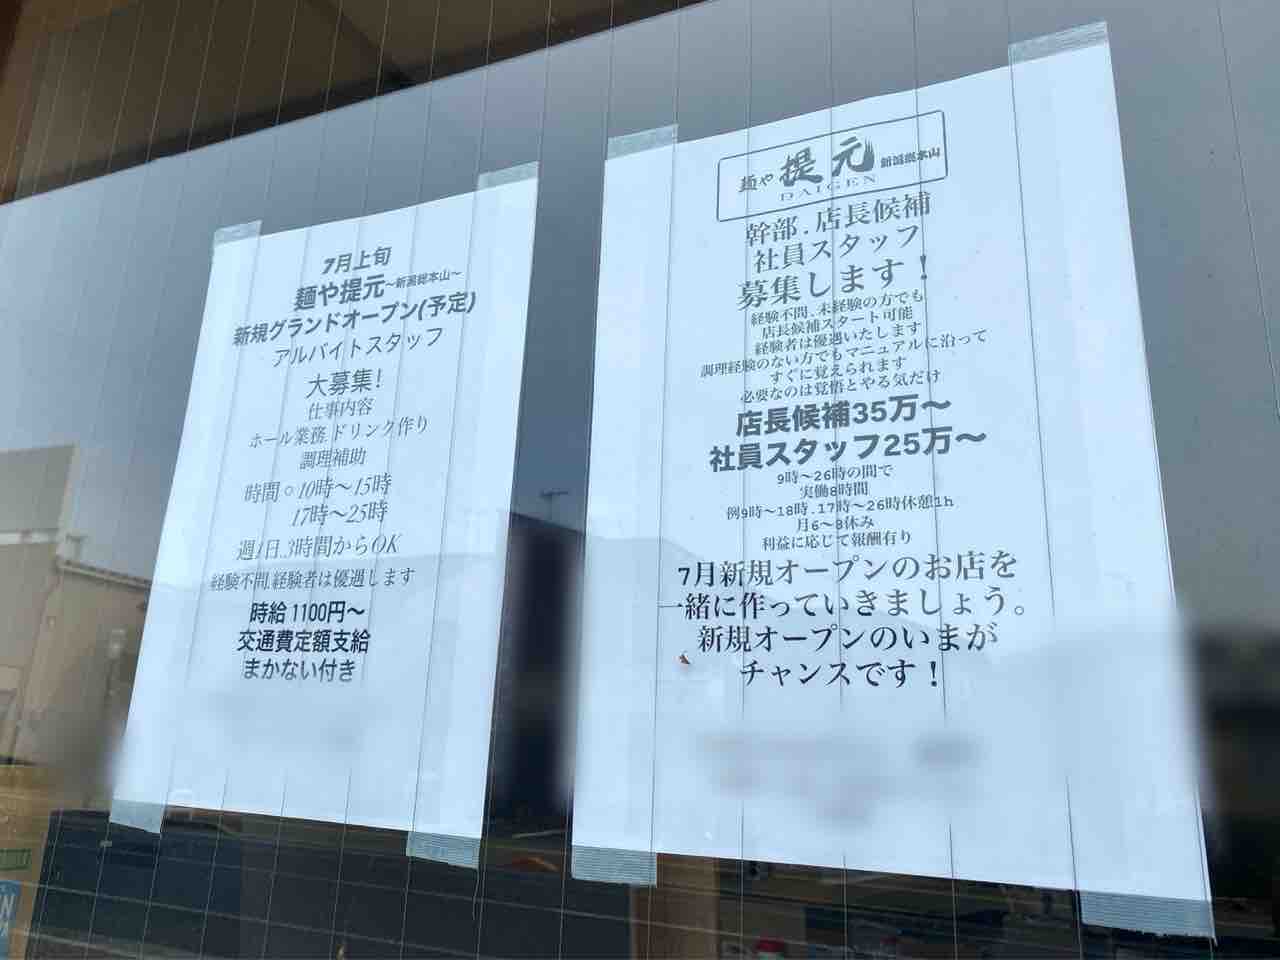 7月上旬
麺や提元〜新潟総本山〜
新規グランドオープン(予定)
アルバイトスタッフ
大募集!
仕事内容
ホール業務.ドリンク作り
調理補助
時間○10時〜15時
17時〜25時
週1日.3時間からOK
経験不問.経験者は優遇します
時給1100円〜
交通費定額支給
まかない付き
麺や 提元 新潟総本山
DAIGEN
幹部.店長候補
社員スタッフ
募集します!
経験不問、未経験の方でも
店長候補スタート可能
経験者は優遇いたします
調理経験のない方でもマニュアルに沿って
すぐに覚えられます
必要なのは覚悟とやる気だけ
店長候補35万〜
社員スタッフ25万〜
9時〜26時の間で
実働8時間
例9時〜18時.17時〜26時休憩1h
月6〜8休み
利益に応じて報酬有り
7月新規オープンのお店を
一緒に作っていきましょう。
新規オープンのいまが
チャンスです!